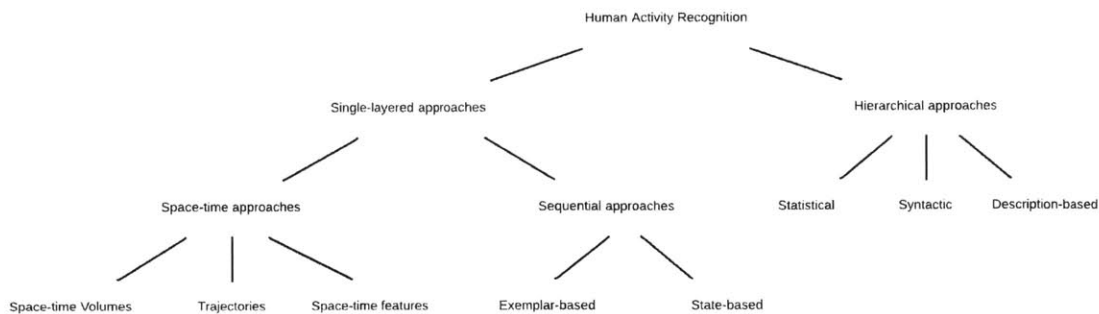 Human Activity Recognition
Single-layered approaches
Hierarchical approaches
Space-time approaches
Sequential approaches
Statistical
Syntactic
Description-based
Space-time Volumes
Trajectories
Space-time features
Exemplar-based
State-based